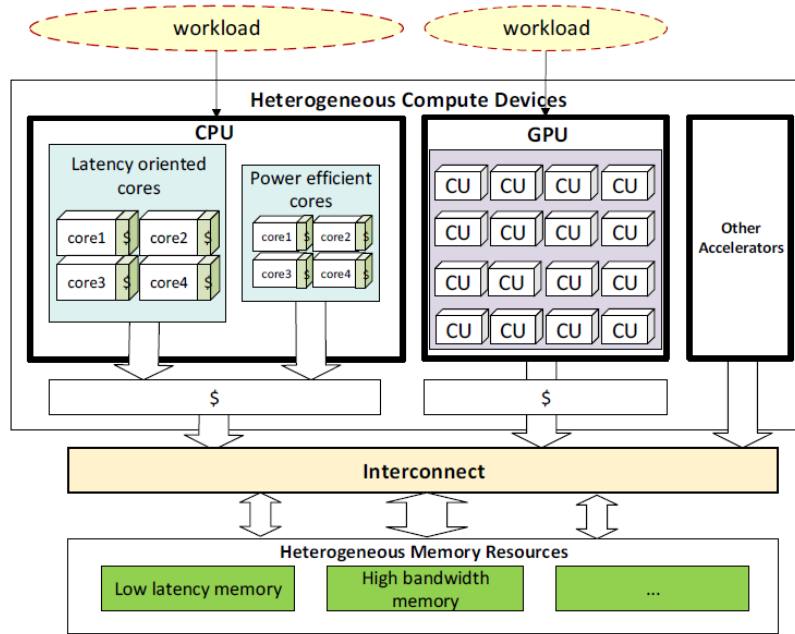 workload
workload
Heterogeneous Compute Devices
CPU
GPU
Latency oriented
cores
core1 $ core2 $
core3 $ core4 $
Power efficient
cores
core1 $ core2 $
core3 $ core4 $
CU CU CU CU
CU CU CU CU
CU CU CU CU
CU CU CU CU
Other
Accelerators
$
$
Interconnect
Heterogeneous Memory Resources
Low latency memory
High bandwidth
memory
...